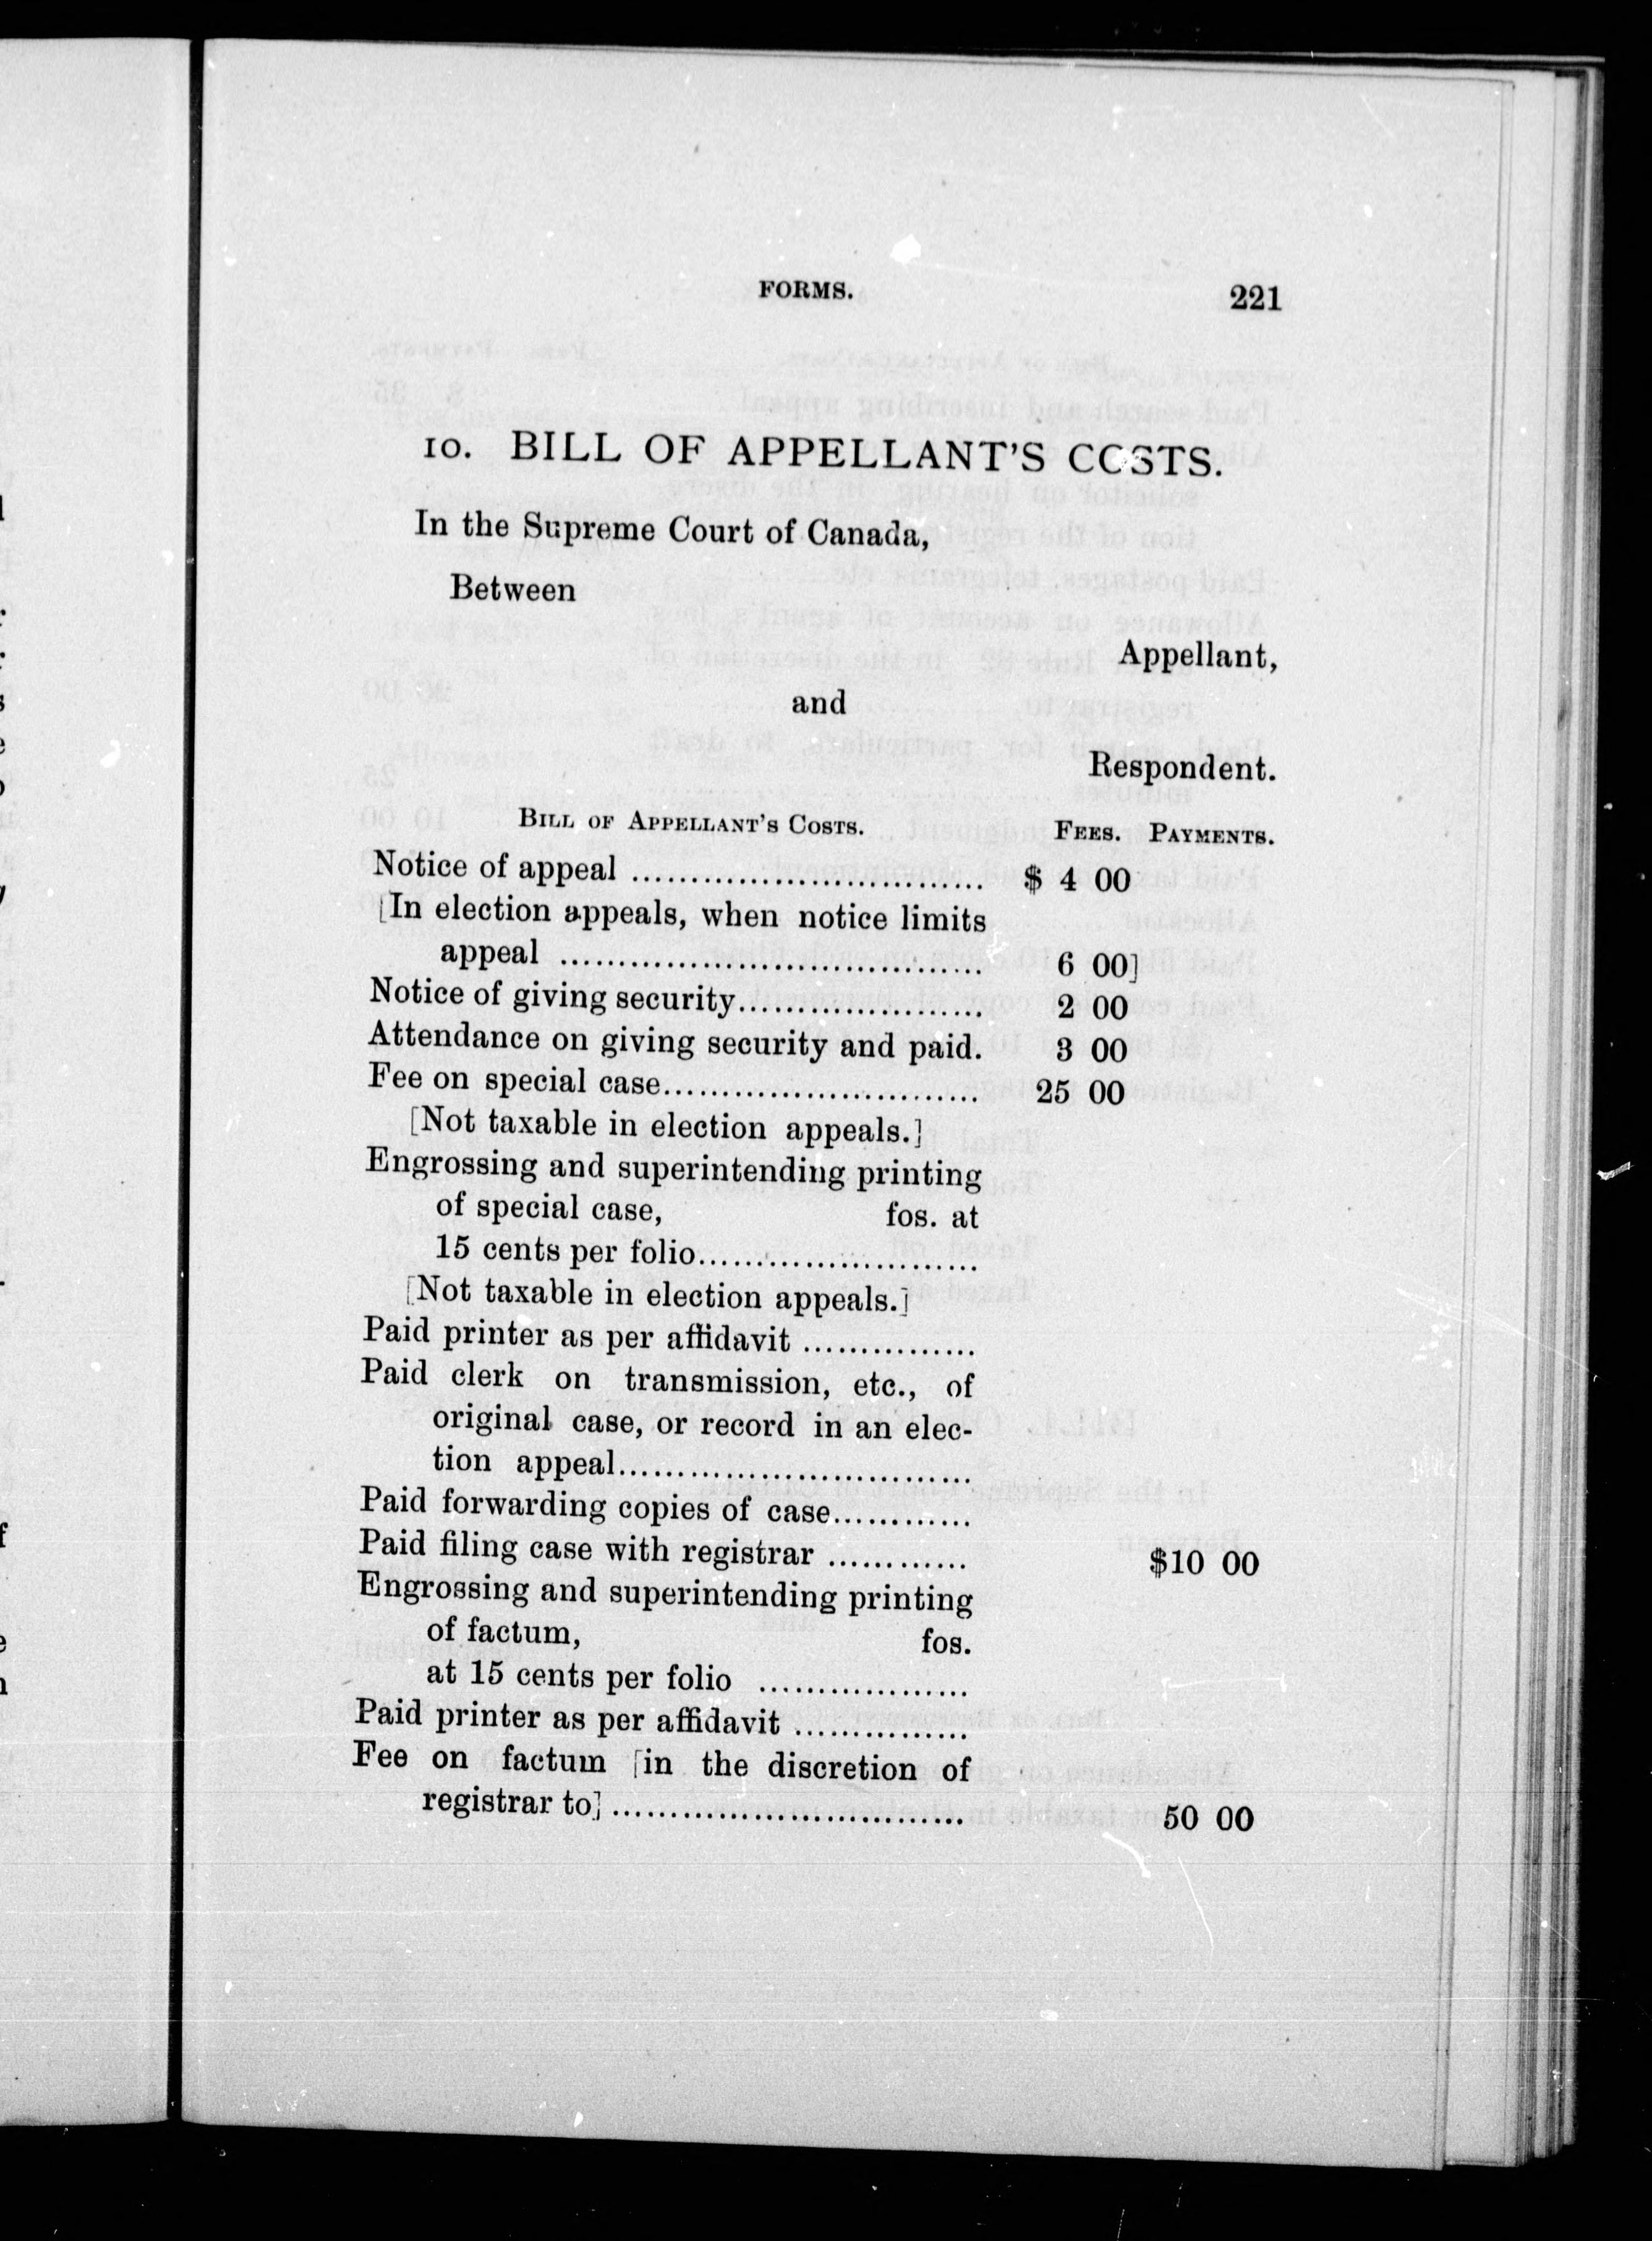 FORMS. 221
10. BILL OF APPELLANT'S COSTS.
In the Supreme Court of Canada,
Between
Appellant,
and
Respondent.
BILL OF APPELLANT'S COSTS. FEES. PAYMENTS.
Notice of appeal .............................. $ 4 00
[In election appeals, when notice limits
appeal .................................... 6 00]
Notice of giving security..................... 2 00
Attendance on giving security and paid. 3 00
Fee on special case........................... 25 00
[Not taxable in election appeals.]
Engrossing and superintending printing
of special case, fos. at
15 cents per folio........................
[Not taxable in election appeals.]
Paid printer as per affidavit ...............
Paid clerk on transmission, etc., of
original case, or record in an elec-
tion appeal..............................
Paid forwarding copies of case............
Paid filing case with registrar ............ $10 00
Engrossing and superintending printing
of factum, fos.
at 15 cents per folio ..................
Paid printer as per affidavit ...............
Fee on factum [in the discretion of
registrar to] .............................. 50 00